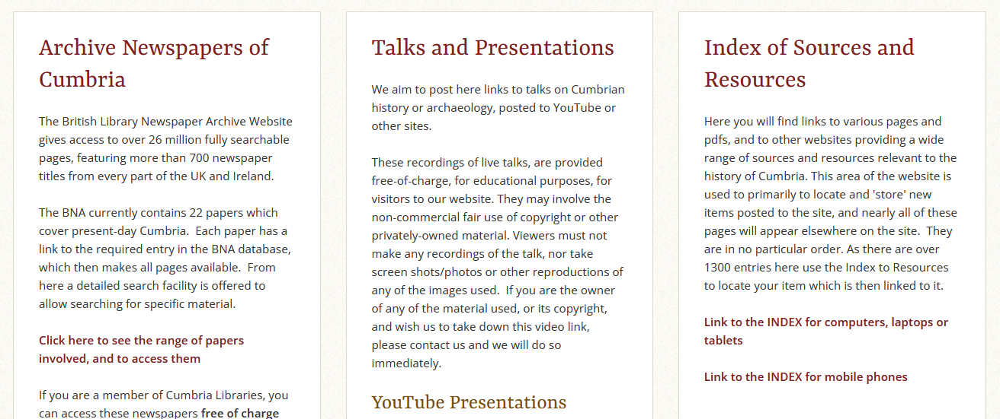 Archive Newspapers of
Cumbria
The British Library Newspaper Archive Website
gives access to over 26 million fully searchable
pages, featuring more than 700 newspaper
titles from every part of the UK and Ireland.
The BNA currently contains 22 papers which
cover present-day Cumbria.  Each paper has a
link to the required entry in the BNA database,
which then makes all pages available.  From
here a detailed search facility is offered to
allow searching for specific material.
Click here to see the range of papers
involved, and to access them
If you are a member of Cumbria Libraries, you
can access these newspapers free of charge
Talks and Presentations
We aim to post here links to talks on Cumbrian
history or archaeology, posted to YouTube or
other sites.
These recordings of live talks, are provided
free-of-charge, for educational purposes, for
visitors to our website. They may involve the
non-commercial fair use of copyright or other
privately-owned material. Viewers must not
make any recordings of the talk, nor take
screen shots/photos or other reproductions of
any of the images used.  If you are the owner
of any of the material used, or its copyright,
and wish us to take down this video link,
please contact us and we will do so
immediately.
YouTube Presentations
Index of Sources and
Resources
Here you will find links to various pages and
pdfs, and to other websites providing a wide
range of sources and resources relevant to the
history of Cumbria. This area of the website is
used to primarily to locate and 'store' new
items posted to the site, and nearly all of these
pages will appear elsewhere on the site.  They
are in no particular order. As there are over
1300 entries here use the Index to Resources
to locate your item which is then linked to it.
Link to the INDEX for computers, laptops or
tablets
Link to the INDEX for mobile phones